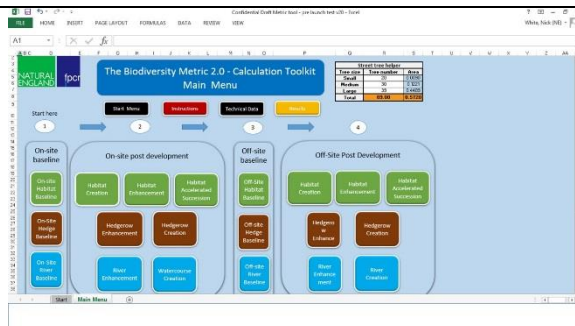 Confidential Draft Metric tool - pre launch test v20 - Excel
FILE HOME INSERT PAGE LAYOUT FORMULAS DATA REVIEW VIEW
White, Nick (NE)
A1
NATURAL
ENGLAND
fpcr
The Biodiversity Metric 2.0 - Calculation Toolkit
Main Menu
Street tree helper
Tree size Tree number Area
Small
Medium 30
Large
Total
Start Menu
Instructions
Technical Data
Results
Start here
1
2
3
4
On-site
baseline
On-site
Habitat
Baseline
On-Site
Hedge
Baseline
On-Site
River
Baseline
On-site post development
Habitat
Creation
Habitat
Enhancement
Habitat
Accelerated
Succession
Hedgerow
Enhancement
Hedgerow
Creation
River
Enhancement
Watercourse
Creation
Off-site
baseline
Off-site
Habitat
Baseline
Off-site
Hedge
Baseline
Off-site
River
Baseline
Off-Site Post Development
Habitat
Creation
Habitat
Enhancement
Habitat
Accelerated
Succession
Hedgero
w
Enhance
Hedgerow
Creation
River
Enhance
ment
River
Creation
Start Main Menu